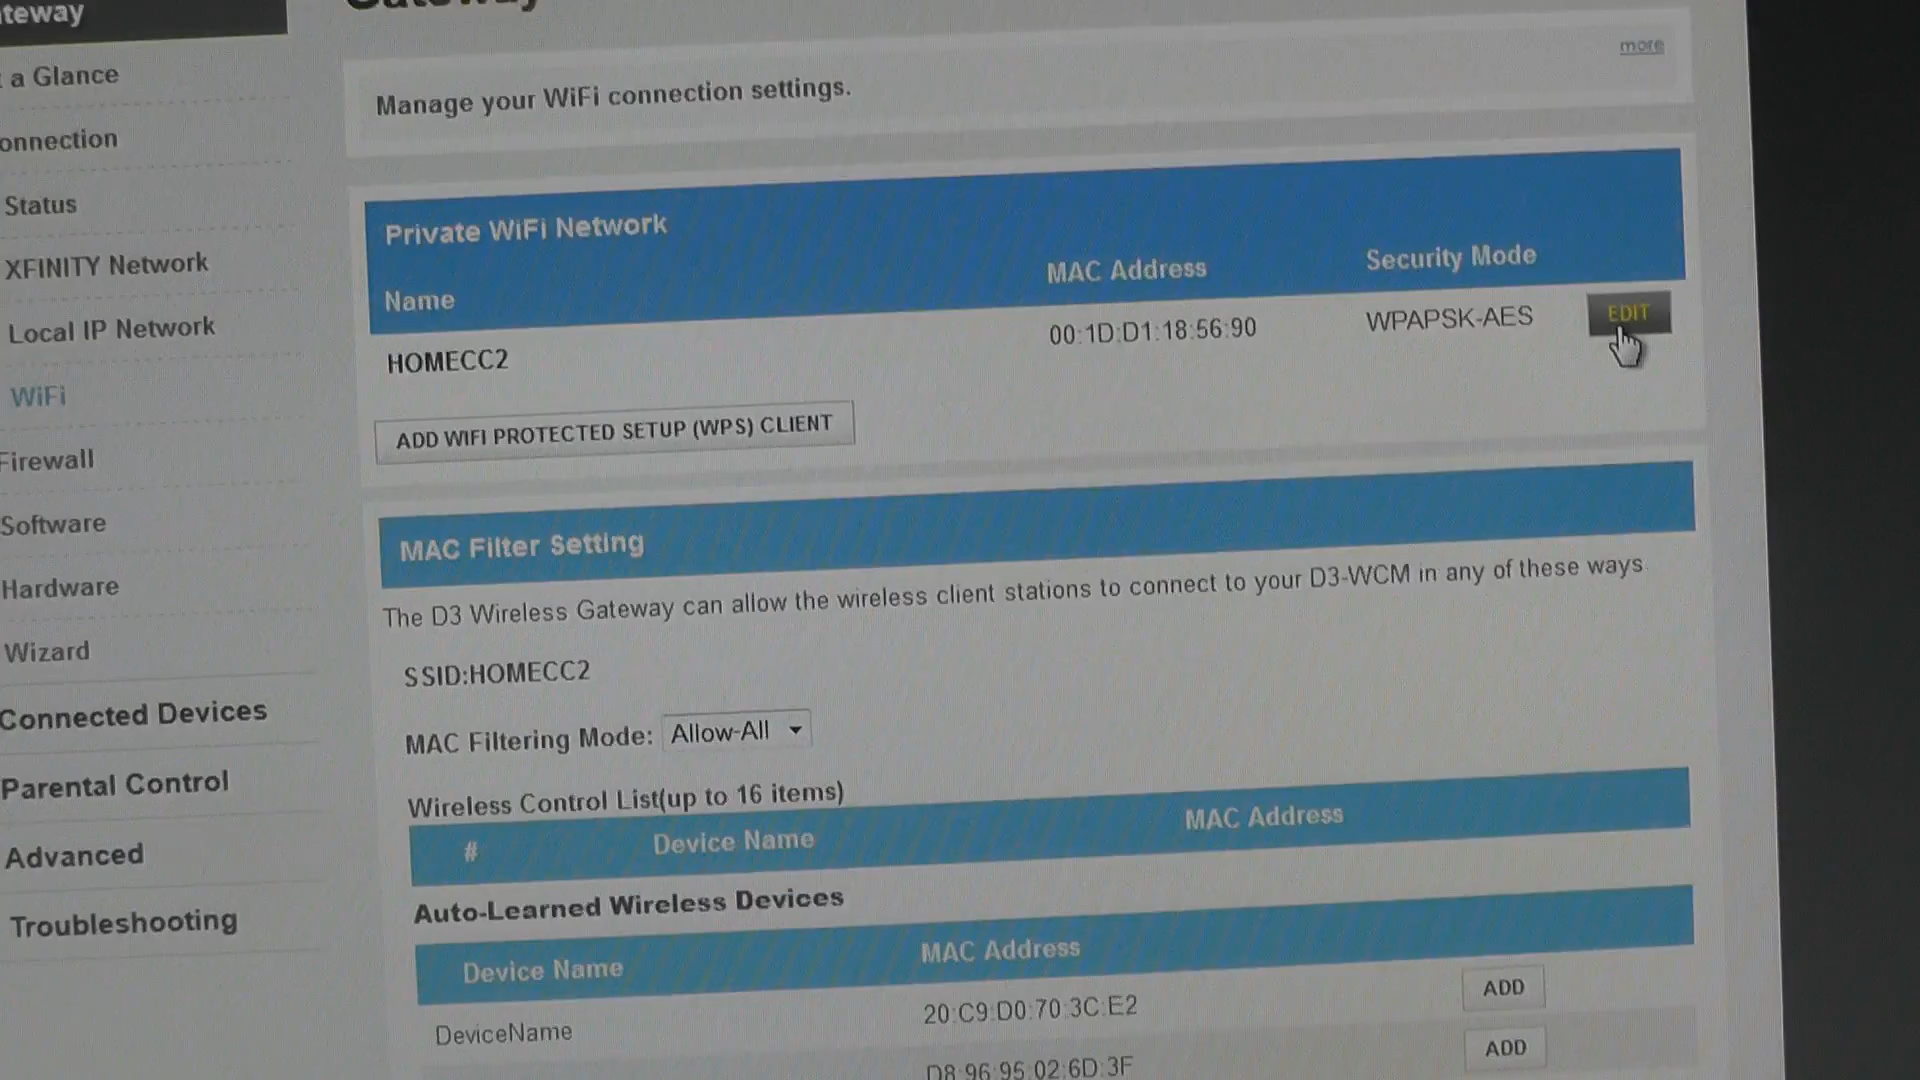 teway
Gateway
a Glance
onnection
Status
XFINITY Network
Local IP Network
WiFi
Firewall
Software
Hardware
Wizard
Connected Devices
Parental Control
Advanced
Troubleshooting
more
Manage your WiFi connection settings.
Private WiFi Network
Name MAC Address Security Mode
HOMECC2 00:1D:D1:18:56:90 WPAPSK-AES EDIT
ADD WIFI PROTECTED SETUP (WPS) CLIENT
MAC Filter Setting
The D3 Wireless Gateway can allow the wireless client stations to connect to your D3-WCM in any of these ways.
SSID:HOMECC2
MAC Filtering Mode: Allow-All
Wireless Control List(up to 16 items)
# Device Name MAC Address
Auto-Learned Wireless Devices
Device Name MAC Address
DeviceName 20:C9:D0:70:3C:E2 ADD
D8:96:95:02:6D:3F ADD